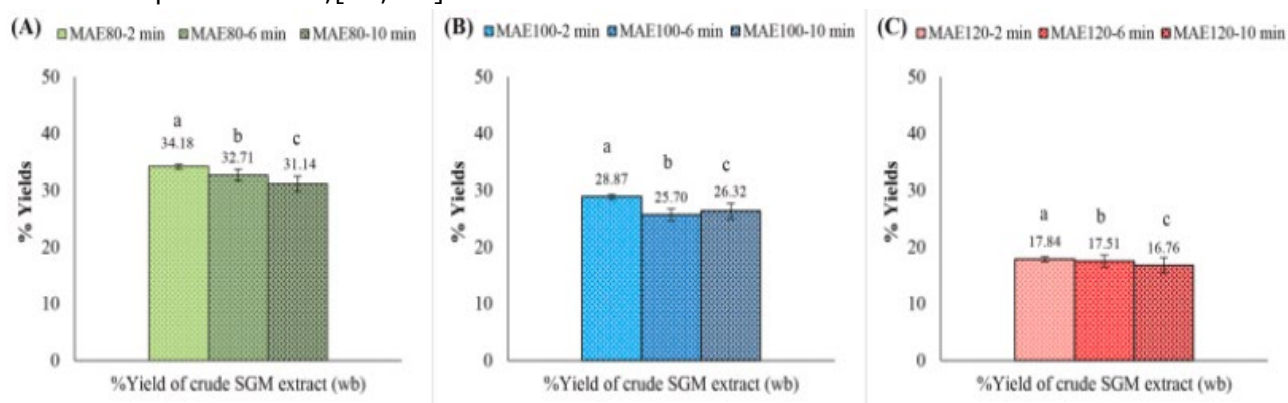 (A) MAE80-2 min MAE80-6 min MAE80-10 min
50
40
30
20
10
0
% Yields
a
34.18
b
32.71
c
31.14
%Yield of crude SGM extract (wb)
(B) MAE100-2 min MAE100-6 min MAE100-10 min
50
40
30
20
10
0
% Yields
a
28.87
b
25.70
c
26.32
%Yield of crude SGM extract (wb)
(C) MAE120-2 min MAE120-6 min MAE120-10 min
50
40
30
20
10
0
% Yields
a
17.84
b
17.51
c
16.76
%Yield of crude SGM extract (wb)